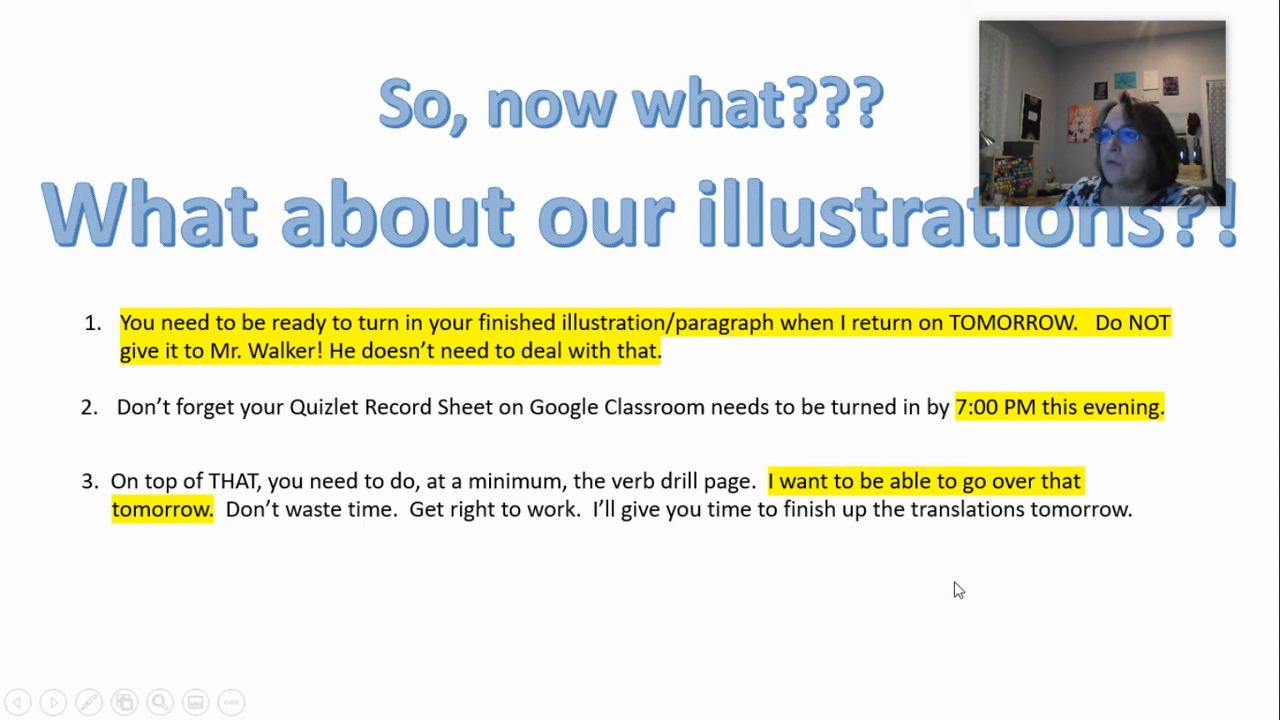 So, now what???
What about our illustrations?!
1. You need to be ready to turn in your finished illustration/paragraph when I return on TOMORROW. Do NOT
give it to Mr. Walker! He doesn't need to deal with that.
2. Don't forget your Quizlet Record Sheet on Google Classroom needs to be turned in by 7:00 PM this evening.
3. On top of THAT, you need to do, at a minimum, the verb drill page. I want to be able to go over that
tomorrow. Don't waste time. Get right to work. I'll give you time to finish up the translations tomorrow.